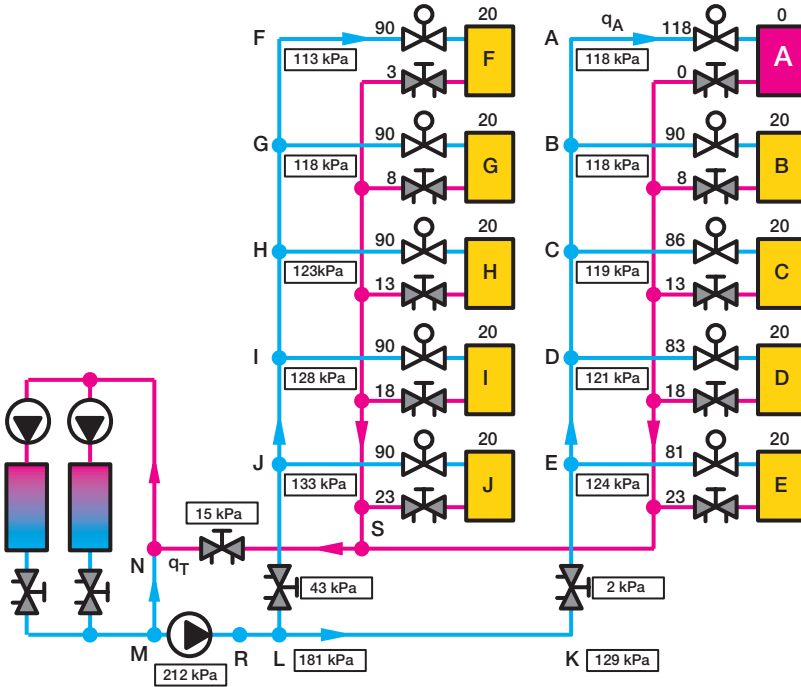 F 90 20
113 kPa
F
3
A qA 118 0
118 kPa
A
0
G 90 20
118 kPa
G
8
B 90 20
118 kPa
B
8
H 90 20
123kPa
H
13
C 86 20
119 kPa
C
13
I 90 20
128 kPa
I
18
D 83 20
121 kPa
D
18
J 90 20
133 kPa
J
23
S
E 81 20
124 kPa
E
23
15 kPa
N qT
43 kPa
2 kPa
M R L K
212 kPa
181 kPa
129 kPa